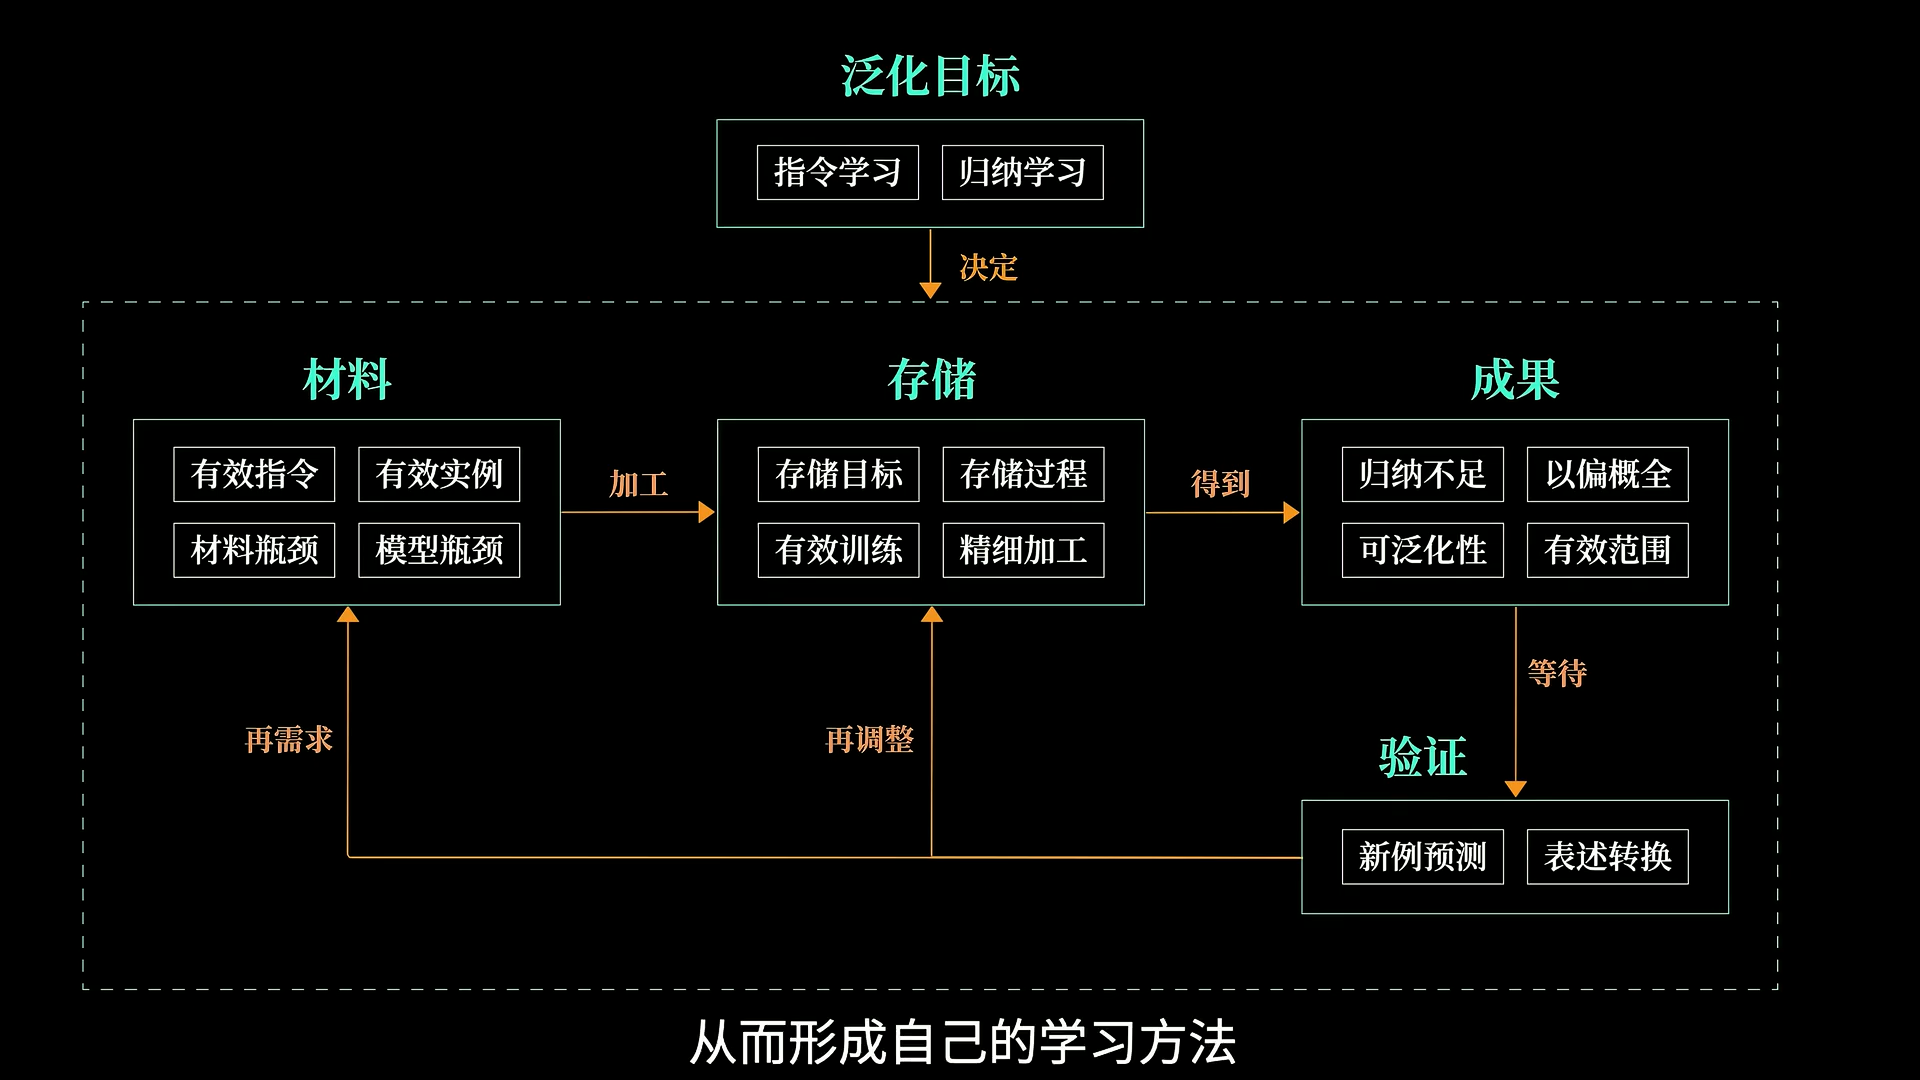 泛化目标
指令学习 归纳学习
决定
材料 存储 成果
有效指令 有效实例 存储目标 存储过程 归纳不足 以偏概全
加工 得到
材料瓶颈 模型瓶颈 有效训练 精细加工 可泛化性 有效范围
等待
再需求 再调整 验证
新例预测 表述转换
从而形成自己的学习方法